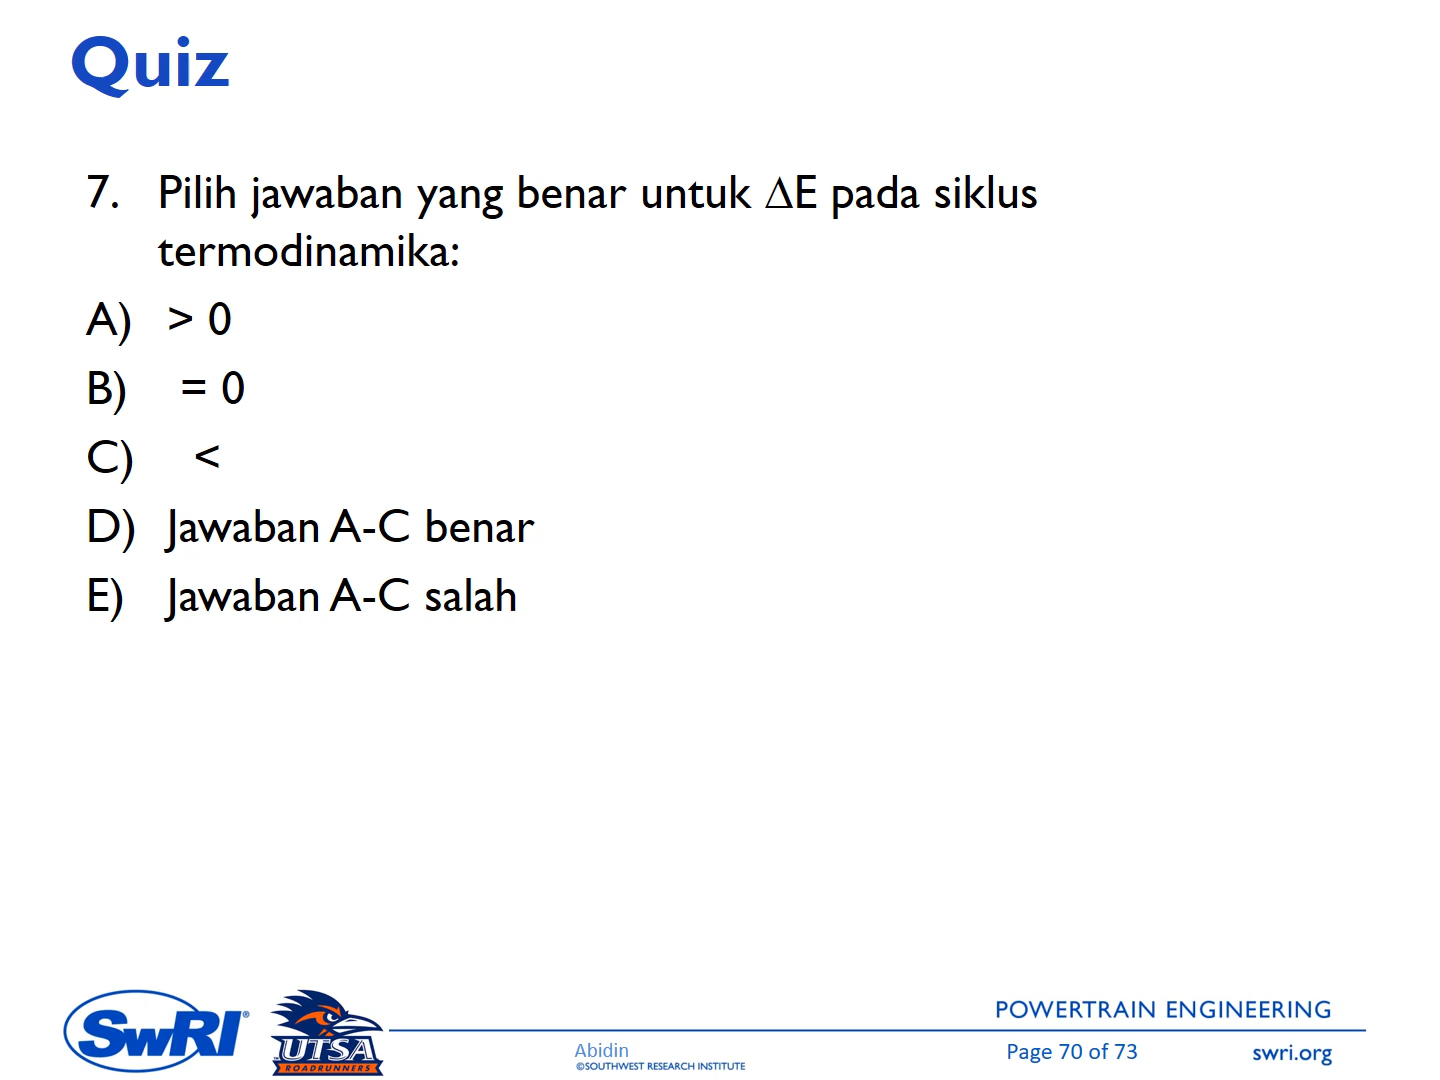 Quiz
7. Pilih jawaban yang benar untuk ΔE pada siklus
termodinamika:
A) > 0
B) = 0
C) <
D) Jawaban A-C benar
E) Jawaban A-C salah
SwRI®
UTSA
ROADRUNNERS
POWERTRAIN ENGINEERING
Abidin
©SOUTHWEST RESEARCH INSTITUTE
Page 70 of 73
swri.org